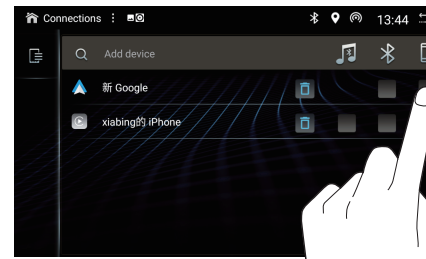 Connections
13:44
Add device
新 Google
xiabing的 iPhone